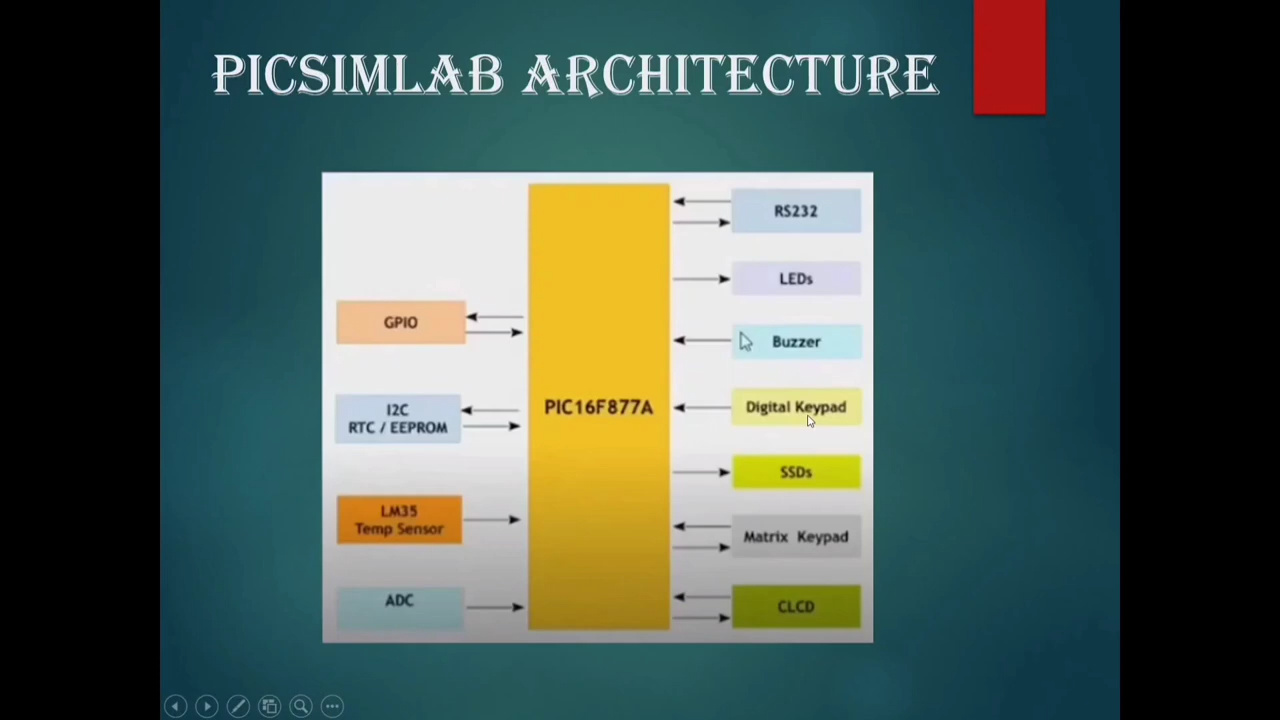 PICSIMLAB ARCHITECTURE
GPIO
I2C
RTC / EEPROM
LM35
Temp Sensor
ADC
PIC16F877A
RS232
LEDs
Buzzer
Digital Keypad
SSDs
Matrix Keypad
CLCD